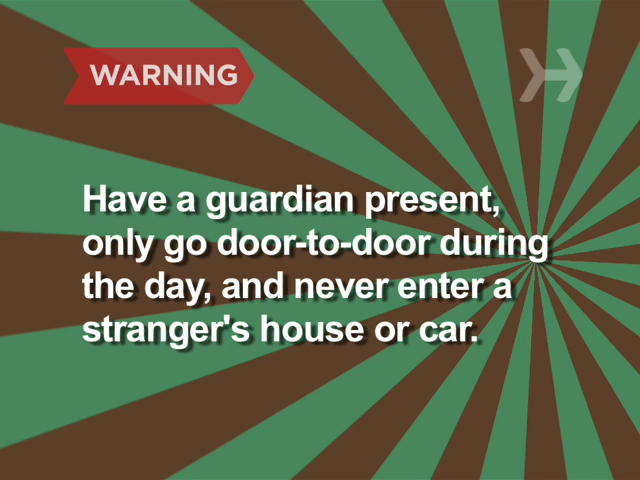 WARNING
Have a guardian present,
only go door-to-door during
the day, and never enter a
stranger's house or car.